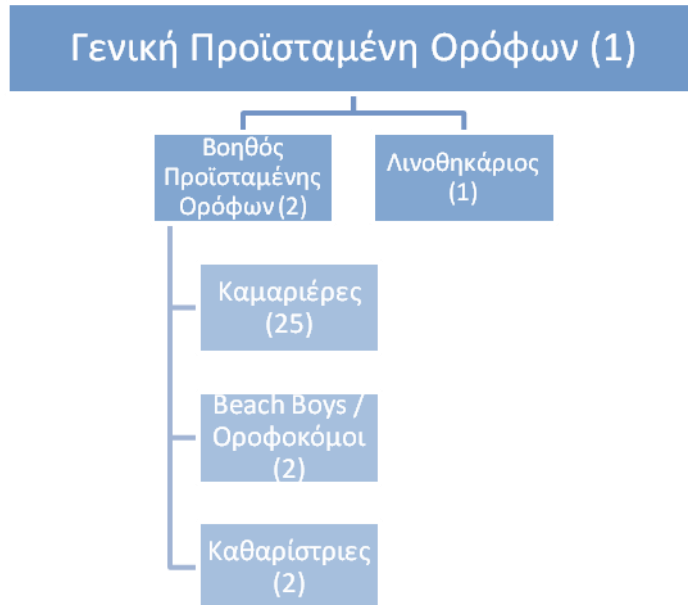 Γενική Προϊσταμένη Ορόφων (1)
Βοηθός
Προϊσταμένης
Ορόφων (2)
Λινοθηκάριος
(1)
Καμαριέρες
(25)
Beach Boys /
Οροφοκόμοι
(2)
Καθαρίστριες
(2)